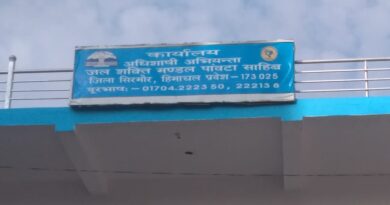 कार्यालय
अधिशाषी अभियन्ता
जल शक्ति मण्डल पांवटा साहिब
जिला सिरमौर, हिमाचल प्रदेश - 173 025
दूरभाष: - 01704.2223 50, 22213 6